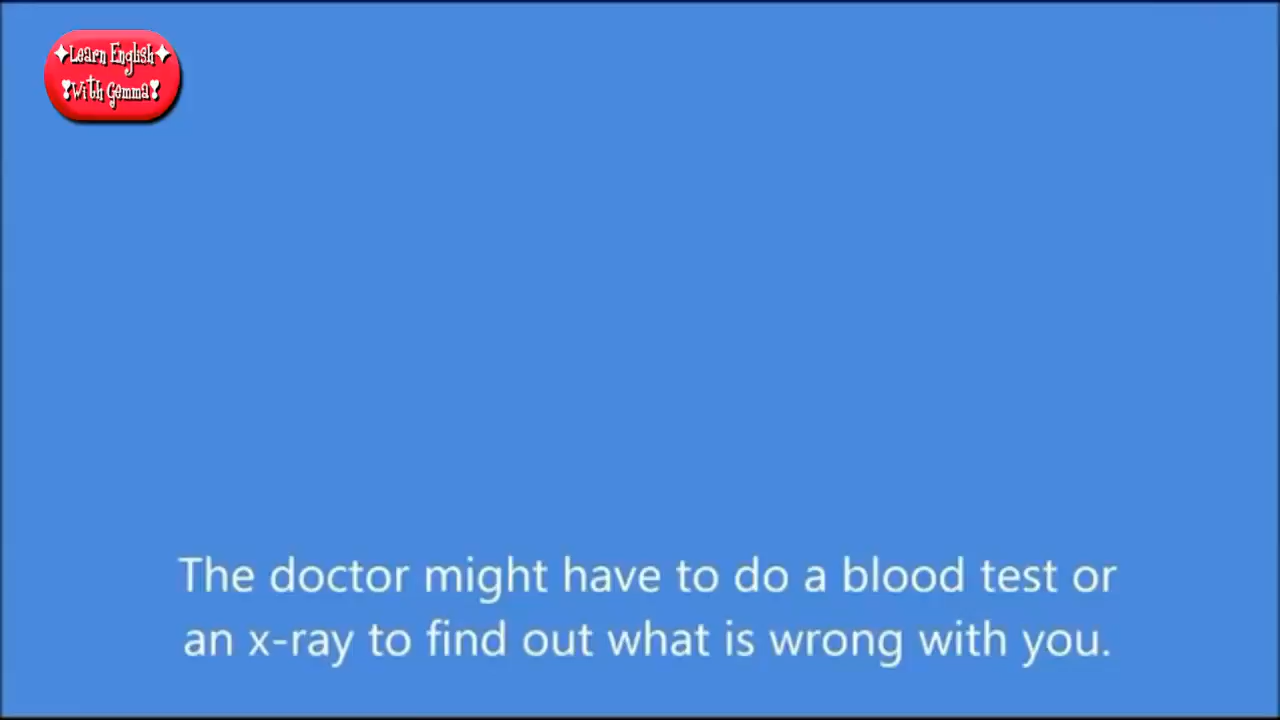 Learn English
With Gemma
The doctor might have to do a blood test or
an x-ray to find out what is wrong with you.